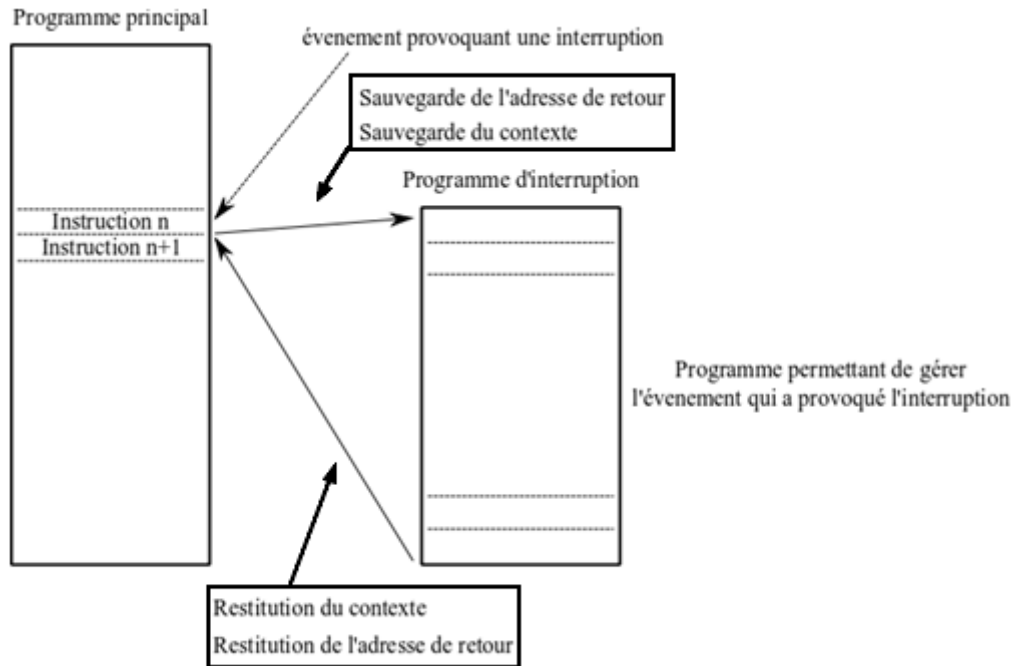 Programme principal
évenement provoquant une interruption
Sauvegarde de l'adresse de retour
Sauvegarde du contexte
Programme d'interruption
Instruction n
Instruction n+1
Programme permettant de gérer
l'évenement qui a provoqué l'interruption
Restitution du contexte
Restitution de l'adresse de retour